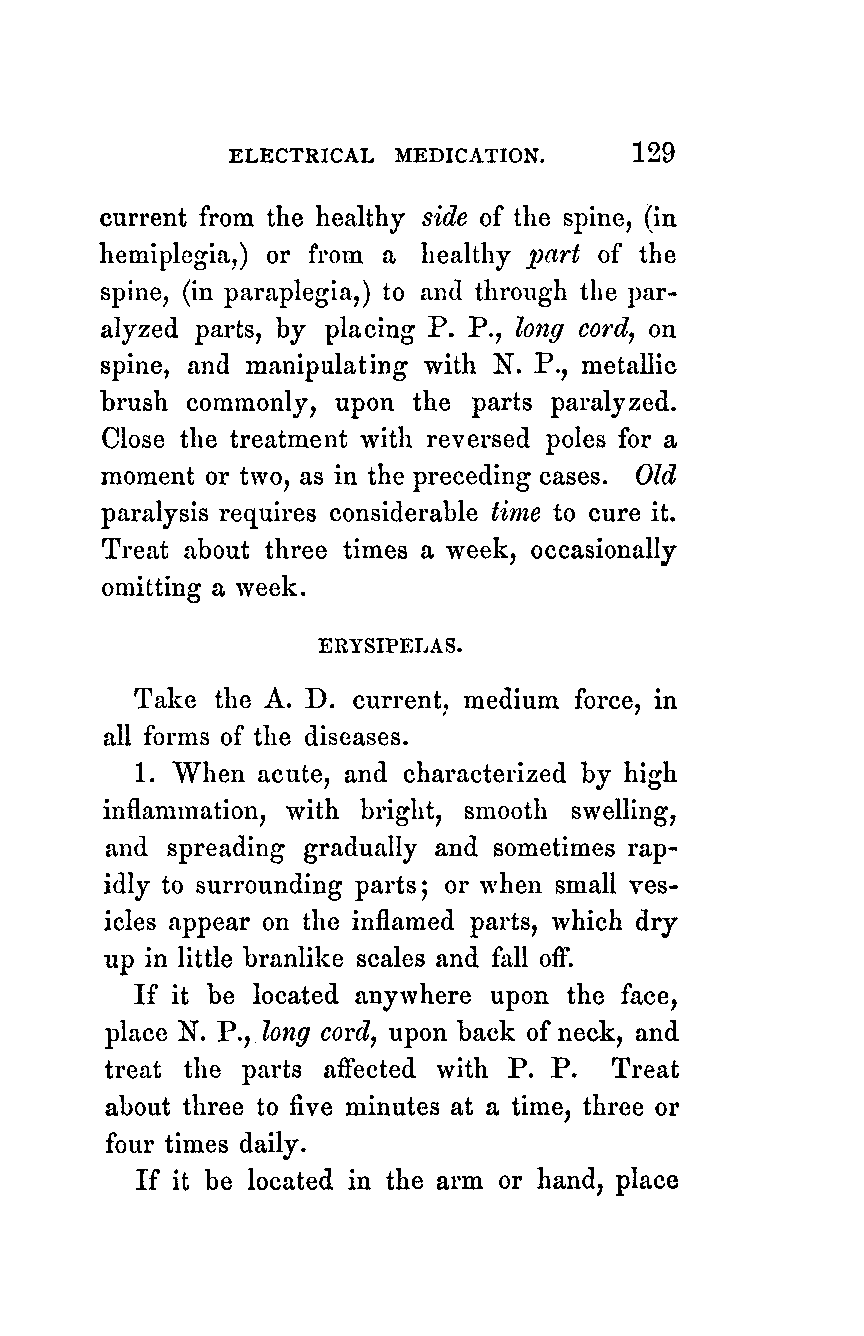 ELECTRICAL MEDICATION. 129
current from the healthy side of the spine, (in
hemiplegia,) or from a healthy part of the
spine, (in paraplegia,) to and through the par-
alyzed parts, by placing P. P., long cord, on
spine, and manipulating with N. P., metallic
brush commonly, upon the parts paralyzed.
Close the treatment with reversed poles for a
moment or two, as in the preceding cases. Old
paralysis requires considerable time to cure it.
Treat about three times a week, occasionally
omitting a week.
ERYSIPELAS.
Take the A. D. current, medium force, in
all forms of the diseases.
1. When acute, and characterized by high
inflammation, with bright, smooth swelling,
and spreading gradually and sometimes rap-
idly to surrounding parts; or when small ves-
icles appear on the inflamed parts, which dry
up in little branlike scales and fall off.
If it be located anywhere upon the face,
place N. P., long cord, upon back of neck, and
treat the parts affected with P. P. Treat
about three to five minutes at a time, three or
four times daily.
If it be located in the arm or hand, place